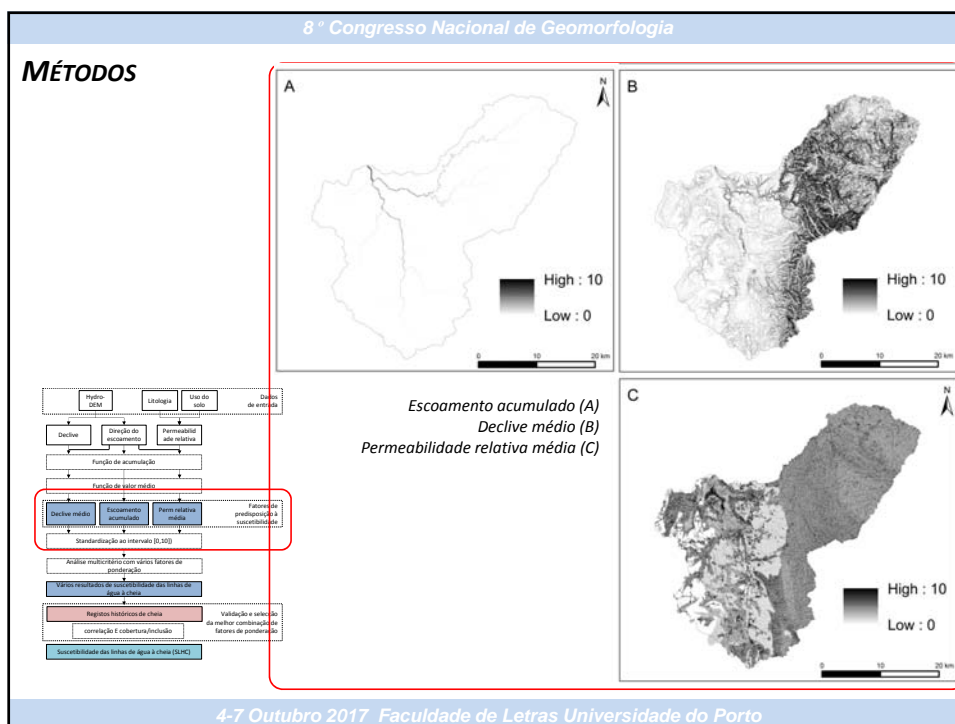 8º Congresso Nacional de Geomorfologia
MÉTODOS
A
N
High : 10
Low : 0
0 10 20 km
B
N
High : 10
Low : 0
0 10 20 km
Escoamento acumulado (A)
Declive médio (B)
Permeabilidade relativa média (C)
C
N
High : 10
Low : 0
0 10 20 km
Hydro-
DEM
Litologia
Uso do
solo
Dados
de entrada
Declive
Direção do
escoamento
Permeabilid
ade relativa
Função de acumulação
Função de valor médio
Declive médio
Escoamento
acumulado
Perm relativa
média
Fatores de
predisposição à
suscetibilidade
Standardização ao intervalo [0,10])
Análise multicritério com vários fatores de
ponderação
Vários resultados de suscetibilidade das linhas de
água à cheia
Registos históricos de cheia
correlação E cobertura/inclusão
Validação e selecção
da melhor combinação de
fatores de ponderação
Suscetibilidade das linhas de água à cheia (SLHC)
4-7 Outubro 2017 Faculdade de Letras Universidade do Porto